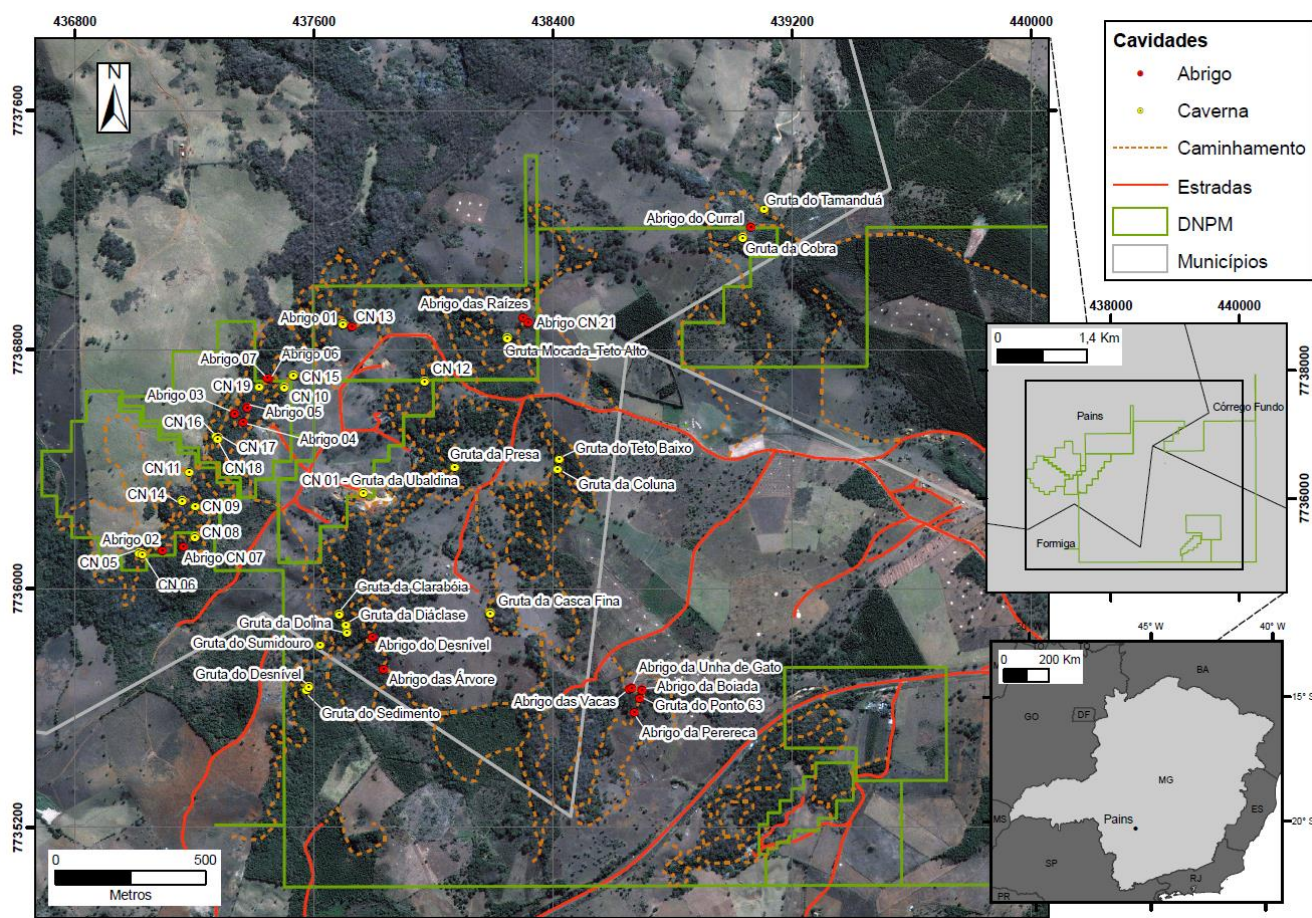 436800
437600
438400
439200
440000
7737600
7736800
7736000
7735200
N
Cavidades
Abrigo
Caverna
Caminhamento
Estradas
DNPM
Municípios
Gruta do Tamanduá
Abrigo do Curral
Gruta da Cobra
Abrigo das Raízes
Abrigo 01
CN 13
Abrigo CN 21
Gruta Mocada_Teto Alto
Abrigo 07
Abrigo 06
CN 15
CN 12
CN 19
CN 10
Abrigo 03
Abrigo 05
CN 16
Abrigo 04
CN 17
CN 18
Gruta da Presa
Gruta do Teto Baixo
CN 11
Gruta da Coluna
CN 01 - Gruta da Ubaldina
CN 14
CN 09
CN 08
Abrigo 02
Abrigo CN 07
CN 05
CN 06
Gruta da Clarabóia
Gruta da Casca Fina
Gruta da Diáclase
Gruta da Dolina
Abrigo do Desnível
Gruta do Sumidouro
Abrigo das Árvore
Gruta do Desnível
Gruta do Sedimento
Abrigo da Unha de Gato
Abrigo da Boiada
Abrigo das Vacas
Gruta do Ponto 63
Abrigo da Perereca
0 500
Metros
438000 440000
0 1,4 Km
7738000
Pains
Córrego Fundo
7736000
Formiga
438000
440000
45° W
40° W
0 200 Km
BA
15° S
GO
DF
MG
ES
MS
Pains
20° S
SP
RJ
PR